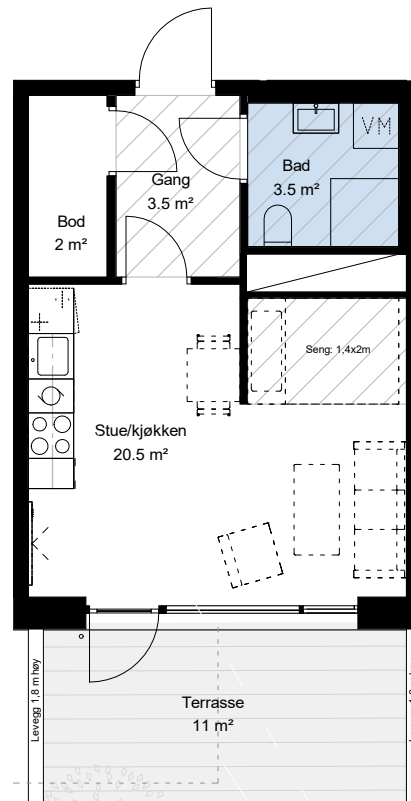 VM
Bad
3.5 m²
Gang
3.5 m²
Bod
2 m²
Seng: 1,4x2m
Stue/kjøkken
20.5 m²
Levegg 1,8 m høy
Terrasse
11 m²